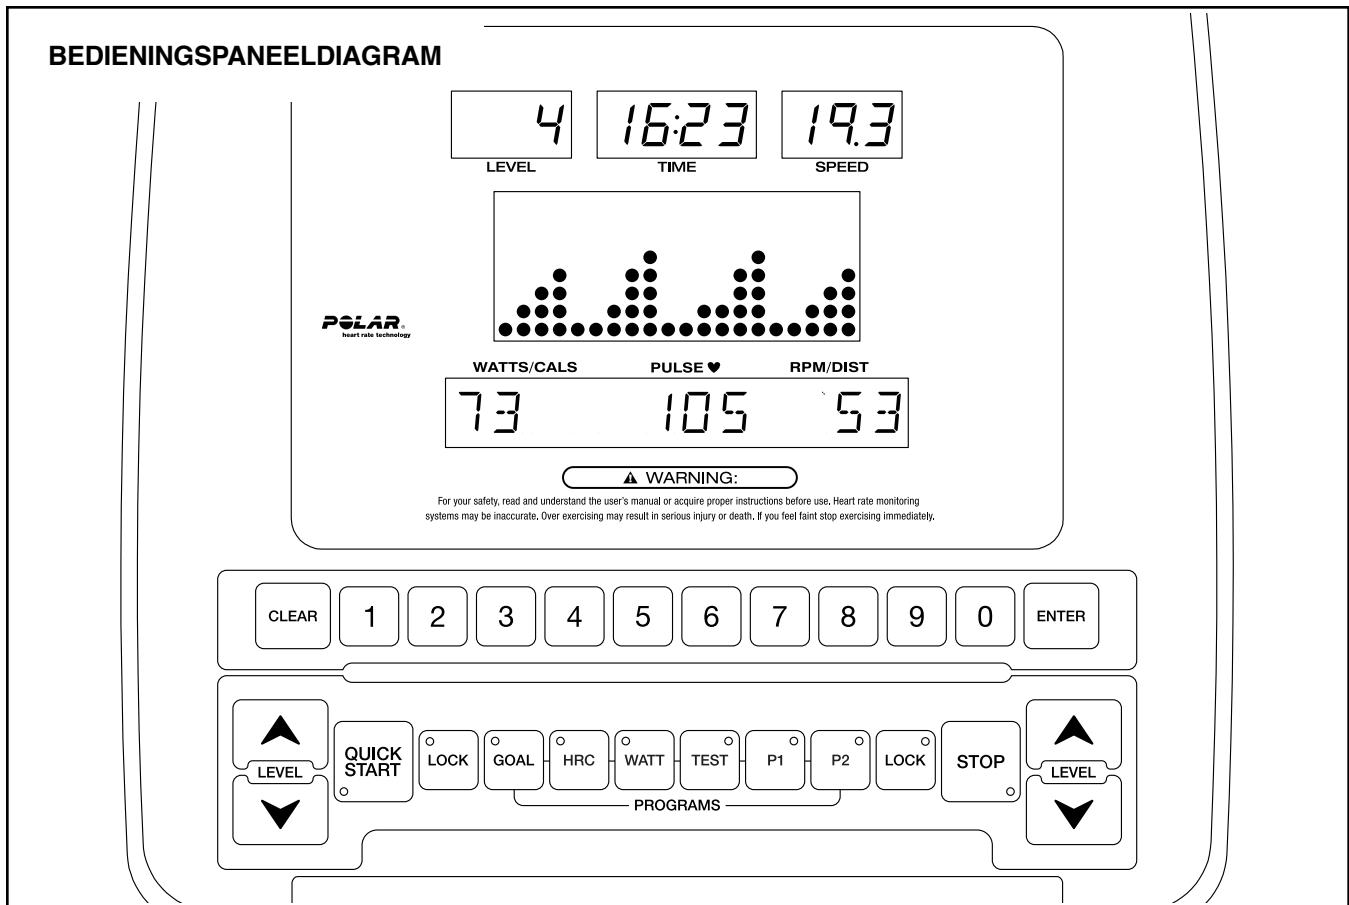 BEDIENINGSPANEELDIAGRAM
4 16:23 19.3
LEVEL TIME SPEED
POLAR®
heart rate technology
WATTS/CALS PULSE ♥ RPM/DIST
73 105 53
⚠ WARNING:
For your safety, read and understand the user's manual or acquire proper instructions before use. Heart rate monitoring
systems may be inaccurate. Over exercising may result in serious injury or death. If you feel faint stop exercising immediately.
CLEAR 1 2 3 4 5 6 7 8 9 0 ENTER
LEVEL
QUICK
START
LOCK GOAL HRC WATT TEST P1 P2 LOCK STOP
LEVEL
PROGRAMS